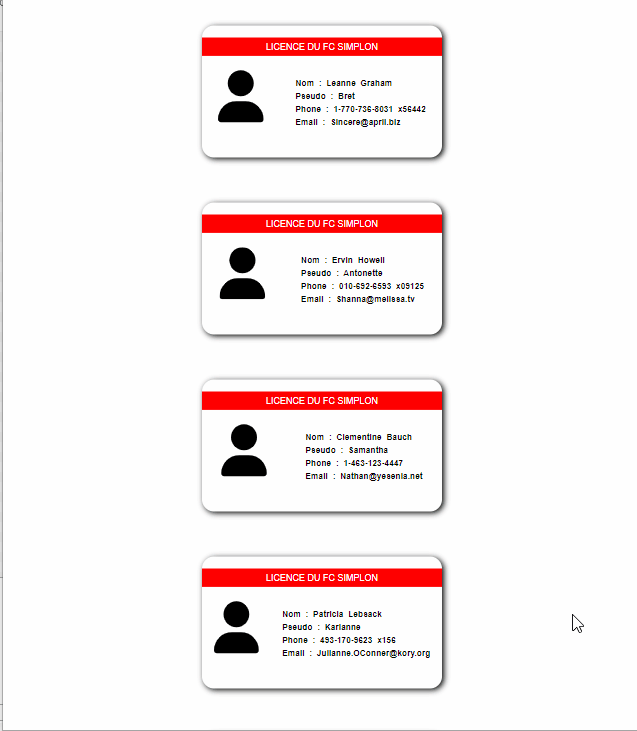 LICENCE DU FC SIMPLON
Nom : Leanne Graham
Pseudo : Bret
Phone : 1-770-736-8031 x56442
Email : Sincere@april.biz
LICENCE DU FC SIMPLON
Nom : Ervin Howell
Pseudo : Antonette
Phone : 010-692-6593 x09125
Email : Shanna@melissa.tv
LICENCE DU FC SIMPLON
Nom : Clementine Bauch
Pseudo : Samantha
Phone : 1-463-123-4447
Email : Nathan@yesenia.net
LICENCE DU FC SIMPLON
Nom : Patricia Lebsack
Pseudo : Karianne
Phone : 493-170-9623 x156
Email : Julianne.OConner@kory.org